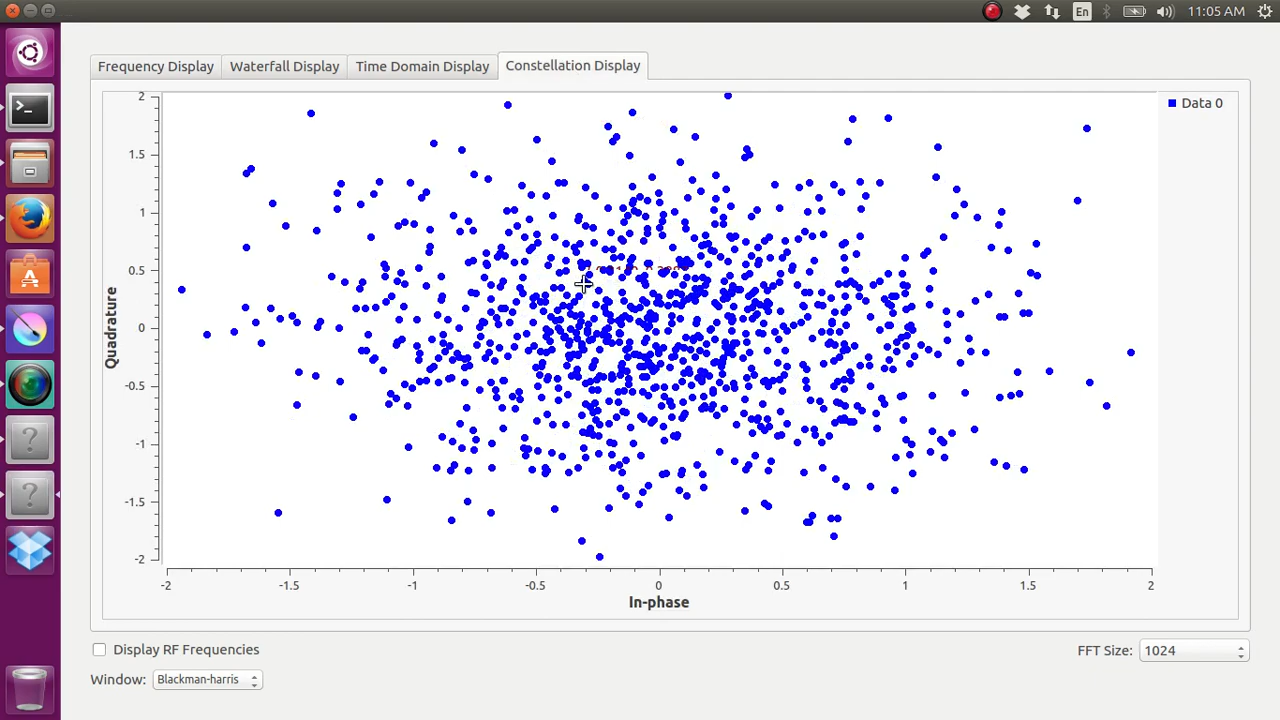 En 11:05 AM
Frequency Display Waterfall Display Time Domain Display Constellation Display
Data 0
2
1.5
1
0.5
0
-0.5
-1
-1.5
-2
Quadrature
-2 -1.5 -1 -0.5 0 0.5 1 1.5 2
In-phase
Display RF Frequencies
FFT Size: 1024
Window: Blackman-harris